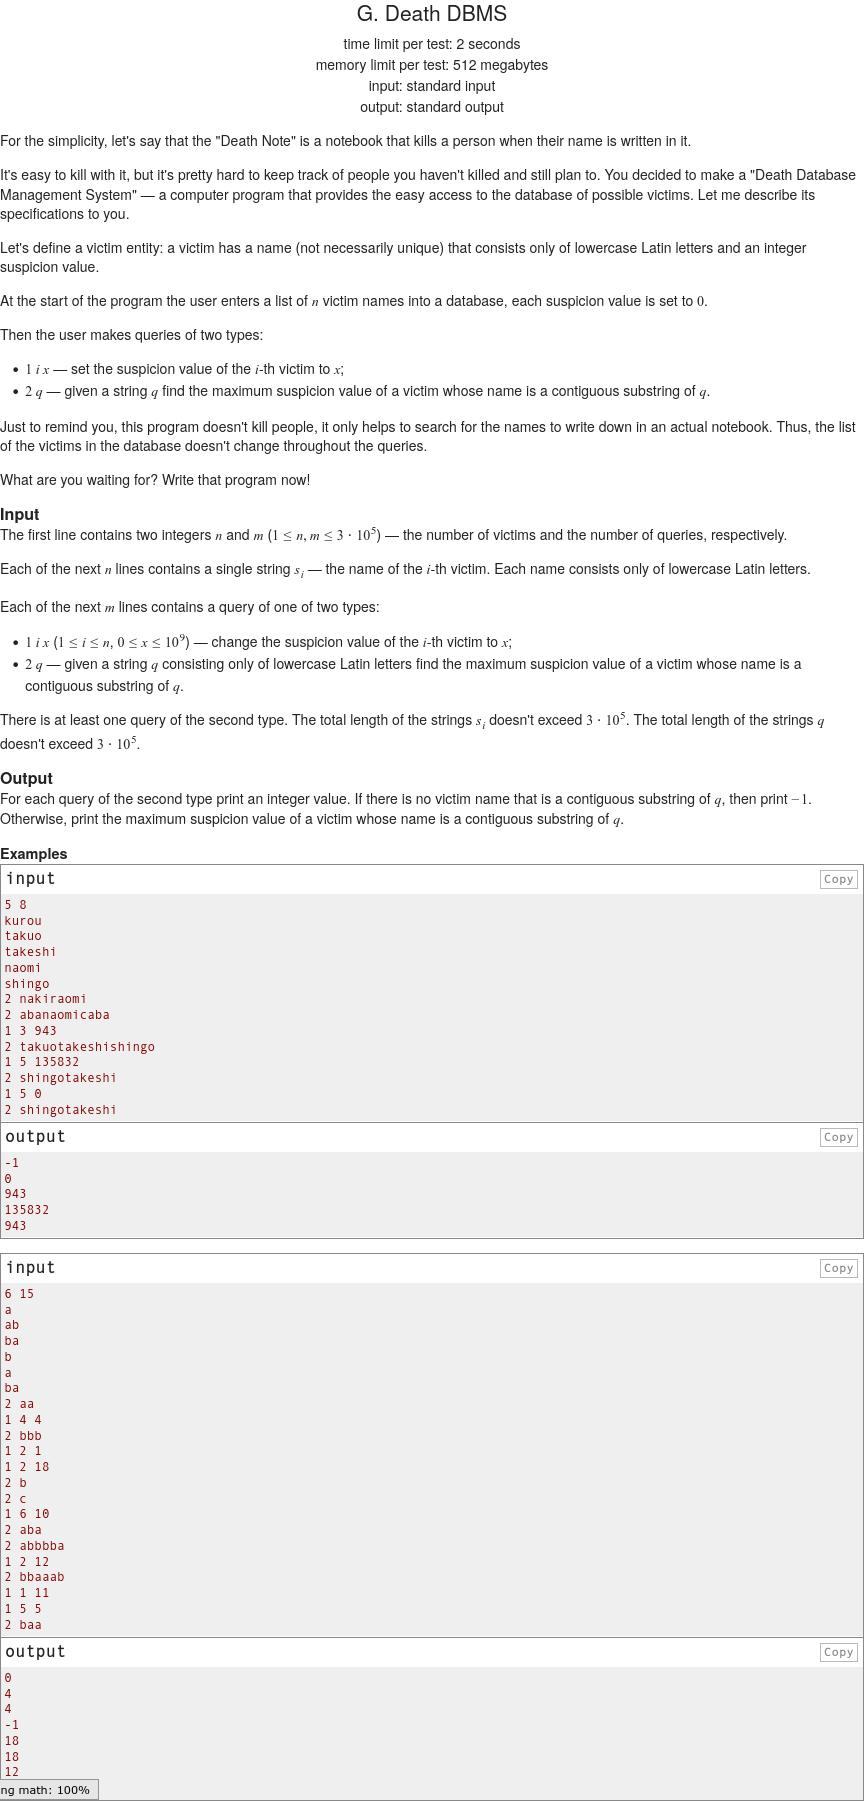 G. Death DBMS
time limit per test: 2 seconds
memory limit per test: 512 megabytes
input: standard input
output: standard output
For the simplicity, let's say that the "Death Note" is a notebook that kills a person when their name is written in it.
It's easy to kill with it, but it's pretty hard to keep track of people you haven't killed and still plan to. You decided to make a "Death Database
Management System" — a computer program that provides the easy access to the database of possible victims. Let me describe its
specifications to you.
Let's define a victim entity: a victim has a name (not necessarily unique) that consists only of lowercase Latin letters and an integer
suspicion value.
At the start of the program the user enters a list of n victim names into a database, each suspicion value is set to 0.
Then the user makes queries of two types:
• 1 i x — set the suspicion value of the i-th victim to x;
• 2 q — given a string q find the maximum suspicion value of a victim whose name is a contiguous substring of q.
Just to remind you, this program doesn't kill people, it only helps to search for the names to write down in an actual notebook. Thus, the list
of the victims in the database doesn't change throughout the queries.
What are you waiting for? Write that program now!
Input
The first line contains two integers n and m (1 ≤ n, m ≤ 3 · 10^5) — the number of victims and the number of queries, respectively.
Each of the next n lines contains a single string s_i — the name of the i-th victim. Each name consists only of lowercase Latin letters.
Each of the next m lines contains a query of one of two types:
• 1 i x (1 ≤ i ≤ n, 0 ≤ x ≤ 10^9) — change the suspicion value of the i-th victim to x;
• 2 q — given a string q consisting only of lowercase Latin letters find the maximum suspicion value of a victim whose name is a
contiguous substring of q.
There is at least one query of the second type. The total length of the strings s_i doesn't exceed 3 · 10^5. The total length of the strings q
doesn't exceed 3 · 10^5.
Output
For each query of the second type print an integer value. If there is no victim name that is a contiguous substring of q, then print −1.
Otherwise, print the maximum suspicion value of a victim whose name is a contiguous substring of q.
Examples
input Copy
5 8
kurou
takuo
takeshi
naomi
shingo
2 nakiraomi
2 abanaomicaba
1 3 943
2 takuotakeshishingo
1 5 135832
2 shingotakeshi
1 5 0
2 shingotakeshi
output Copy
-1
0
943
135832
943
input Copy
6 15
a
ab
ba
b
a
ba
2 aa
1 4 4
2 bbb
1 2 1
1 2 18
2 b
2 c
1 6 10
2 aba
2 abbbba
1 2 12
2 bbaaab
1 1 11
1 5 5
2 baa
output Copy
0
4
4
-1
18
18
12
ng math: 100%